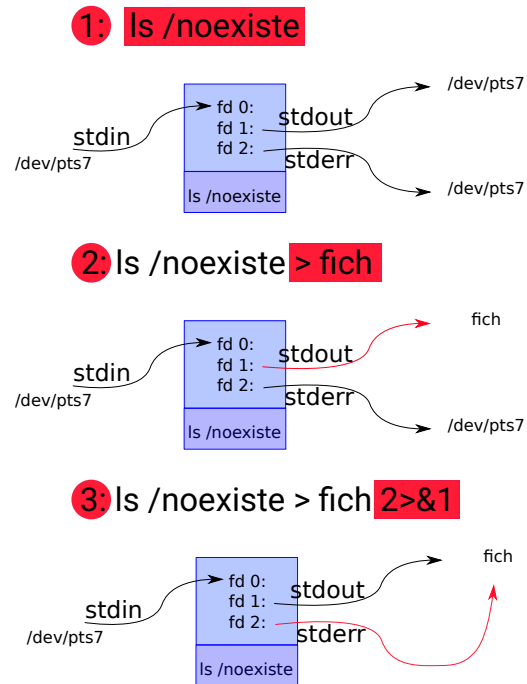 1: ls /noexiste
/dev/pts7
fd 0:
stdout
fd 1:
stdin
fd 2:
stderr
/dev/pts7
/dev/pts7
ls /noexiste
2: ls /noexiste > fich
fich
fd 0:
stdout
fd 1:
stdin
fd 2:
stderr
/dev/pts7
/dev/pts7
ls /noexiste
3: ls /noexiste > fich 2>&1
fich
fd 0:
stdout
fd 1:
stdin
fd 2:
stderr
/dev/pts7
ls /noexiste